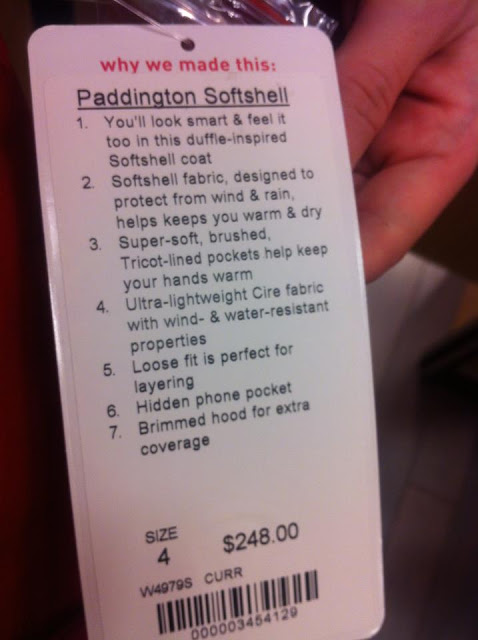 why we made this:
Paddington Softshell
1. You'll look smart & feel it
too in this duffle-inspired
Softshell coat
2. Softshell fabric, designed to
protect from wind & rain,
helps keeps you warm & dry
3. Super-soft, brushed,
Tricot-lined pockets help keep
your hands warm
4. Ultra-lightweight Cire fabric
with wind- & water-resistant
properties
5. Loose fit is perfect for
layering
6. Hidden phone pocket
7. Brimmed hood for extra
coverage
SIZE
4 $248.00
W4979S CURR
000003454129